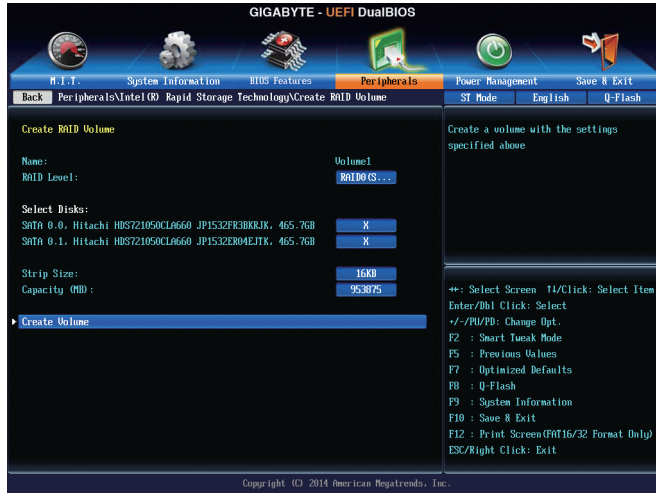 GIGABYTE - UEFI DualBIOS
M.I.T. System Information BIOS Features Peripherals Power Management Save & Exit
Back Peripherals\Intel(R) Rapid Storage Technology\Create RAID Volume ST Mode English Q-Flash
Create RAID Volume
Name: Volume1
RAID Level: RAID0(S...
Select Disks:
SATA 0.0, Hitachi HDS721050CLA660 JP1532FR3BKRJK, 465.7GB X
SATA 0.1, Hitachi HDS721050CLA660 JP1532ER04EJTK, 465.7GB X
Strip Size: 16KB
Capacity (MB): 953875
Create Volume
Create a volume with the settings
specified above
↔: Select Screen ↑↓/Click: Select Item
Enter/Dbl Click: Select
+/-/PU/PD: Change Opt.
F2 : Smart Tweak Mode
F5 : Previous Values
F7 : Optimized Defaults
F8 : Q-Flash
F9 : System Information
F10 : Save & Exit
F12 : Print Screen(FAT16/32 Format Only)
ESC/Right Click: Exit
Copyright (C) 2014 American Megatrends, Inc.